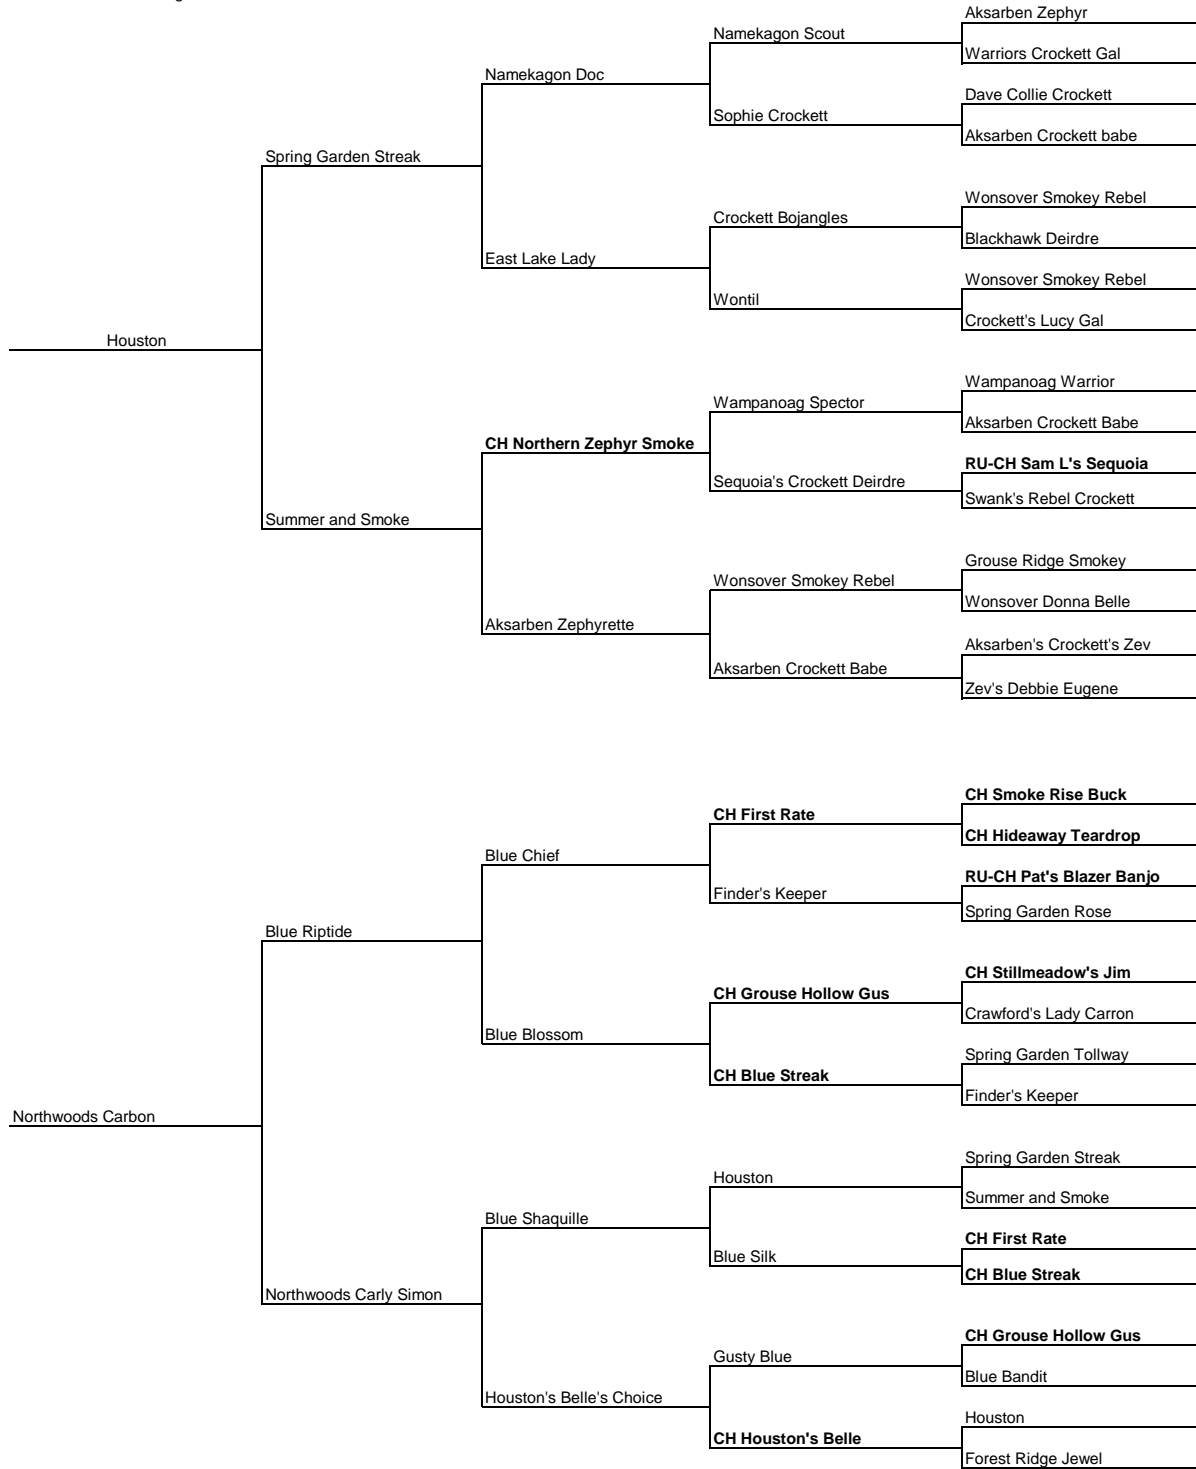 Aksarben Zephyr
Namekagon Scout
Warriors Crockett Gal
Namekagon Doc
Dave Collie Crockett
Sophie Crockett
Aksarben Crockett babe
Spring Garden Streak
Wonsover Smokey Rebel
Crockett Bojangles
Blackhawk Deirdre
East Lake Lady
Wonsover Smokey Rebel
Wontil
Crockett's Lucy Gal
Houston
Wampanoag Warrior
Wampanoag Spector
Aksarben Crockett Babe
CH Northern Zephyr Smoke
RU-CH Sam L's Sequoia
Sequoia's Crockett Deirdre
Swank's Rebel Crockett
Summer and Smoke
Grouse Ridge Smokey
Wonsover Smokey Rebel
Wonsover Donna Belle
Aksarben Zephyrette
Aksarben's Crockett's Zev
Aksarben Crockett Babe
Zev's Debbie Eugene
CH Smoke Rise Buck
CH First Rate
CH Hideaway Teardrop
Blue Chief
RU-CH Pat's Blazer Banjo
Finder's Keeper
Spring Garden Rose
Blue Riptide
CH Stillmeadow's Jim
CH Grouse Hollow Gus
Crawford's Lady Carron
Blue Blossom
Spring Garden Tollway
CH Blue Streak
Finder's Keeper
Northwoods Carbon
Spring Garden Streak
Houston
Summer and Smoke
Blue Shaquille
CH First Rate
Blue Silk
CH Blue Streak
Northwoods Carly Simon
CH Grouse Hollow Gus
Gusty Blue
Blue Bandit
Houston's Belle's Choice
Houston
CH Houston's Belle
Forest Ridge Jewel